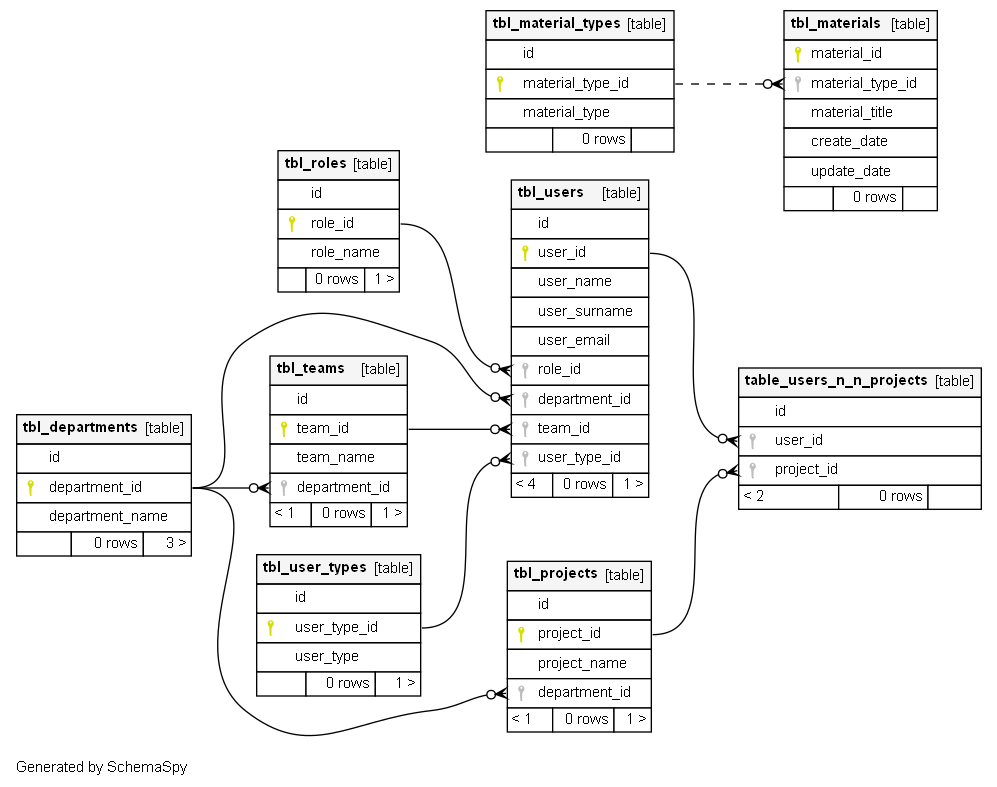 tbl_material_types [table]
id
material_type_id
material_type
0 rows
tbl_materials [table]
material_id
material_type_id
material_title
create_date
update_date
0 rows
tbl_roles [table]
id
role_id
role_name
0 rows 1 >
tbl_users [table]
id
user_id
user_name
user_surname
user_email
role_id
department_id
team_id
user_type_id
< 4 0 rows 1 >
tbl_teams [table]
id
team_id
team_name
department_id
< 1 0 rows 1 >
table_users_n_n_projects [table]
id
user_id
project_id
< 2 0 rows
tbl_departments [table]
id
department_id
department_name
0 rows 3 >
tbl_user_types [table]
id
user_type_id
user_type
0 rows 1 >
tbl_projects [table]
id
project_id
project_name
department_id
< 1 0 rows 1 >
Generated by SchemaSpy